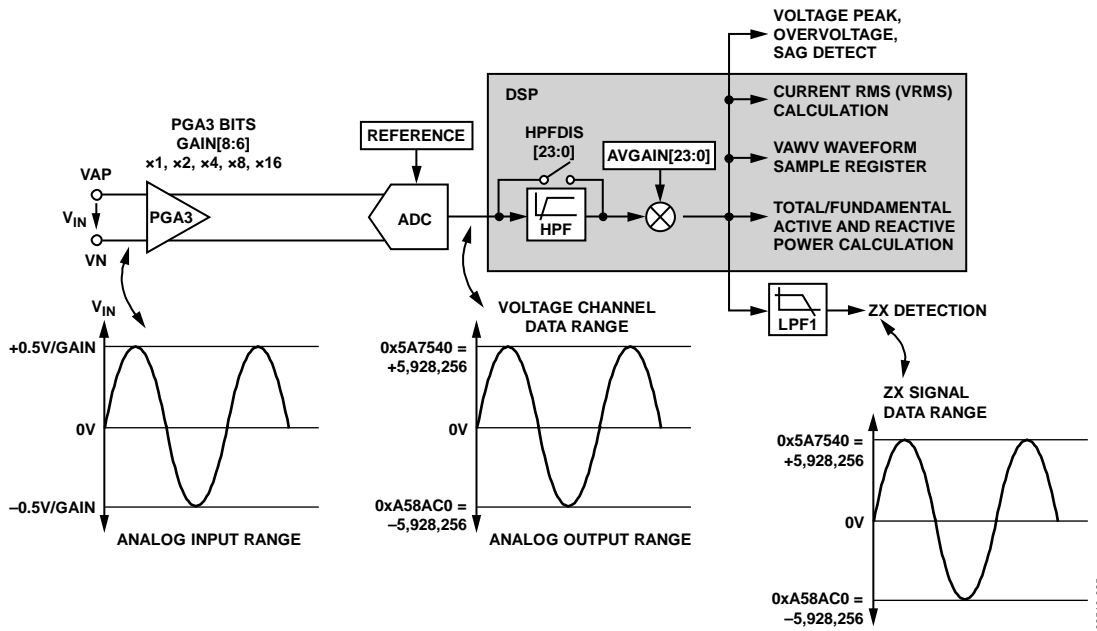 VOLTAGE PEAK,
OVERVOLTAGE,
SAG DETECT
DSP
CURRENT RMS (VRMS)
CALCULATION
PGA3 BITS
GAIN[8:6]
×1, ×2, ×4, ×8, ×16
REFERENCE
HPFDIS
[23:0]
AVGAIN[23:0]
VAWV WAVEFORM
SAMPLE REGISTER
VAP
VIN
VN
PGA3
ADC
HPF
TOTAL/FUNDAMENTAL
ACTIVE AND REACTIVE
POWER CALCULATION
LPF1
ZX DETECTION
VIN
+0.5V/GAIN
0V
–0.5V/GAIN
ANALOG INPUT RANGE
VOLTAGE CHANNEL
DATA RANGE
0x5A7540 =
+5,928,256
0V
0xA58AC0 =
–5,928,256
ANALOG OUTPUT RANGE
ZX SIGNAL
DATA RANGE
0x5A7540 =
+5,928,256
0V
0xA58AC0 =
–5,928,256